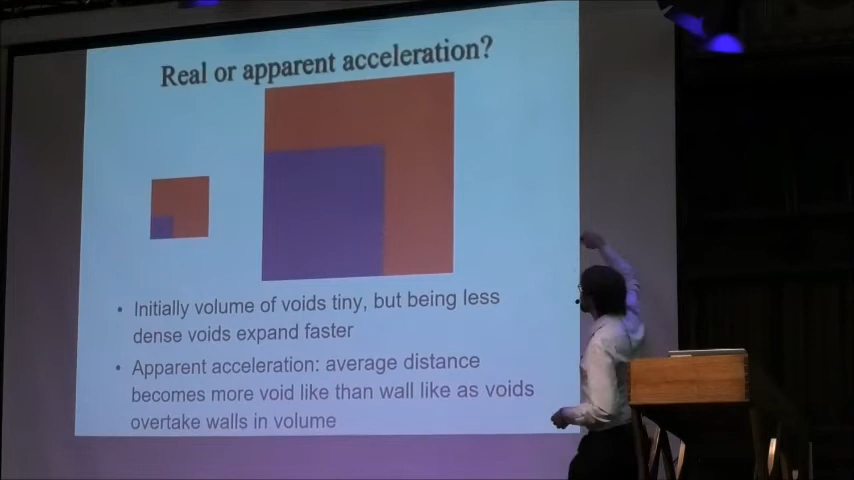 Real or apparent acceleration?
• Initially volume of voids tiny, but being less
dense voids expand faster
• Apparent acceleration: average distance
becomes more void like than wall like as voids
overtake walls in volume